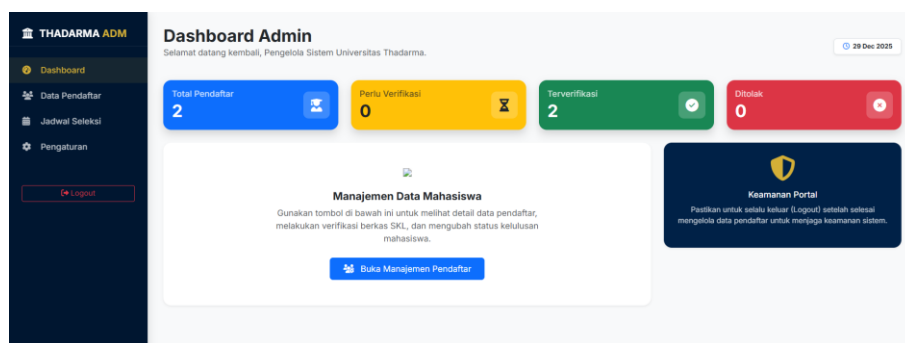 THADARMA ADM
Dashboard
Data Pendaftar
Jadwal Seleksi
Pengaturan
Logout
Dashboard Admin
Selamat datang kembali, Pengelola Sistem Universitas Thadarma.
29 Dec 2025
Total Pendaftar
2
Perlu Verifikasi
0
Terverifikasi
2
Ditolak
0
Manajemen Data Mahasiswa
Gunakan tombol di bawah ini untuk melihat detail data pendaftar,
melakukan verifikasi berkas SKL, dan mengubah status kelulusan
mahasiswa.
Buka Manajemen Pendaftar
Keamanan Portal
Pastikan untuk selalu keluar (Logout) setelah selesai
mengelola data pendaftar untuk menjaga keamanan sistem.